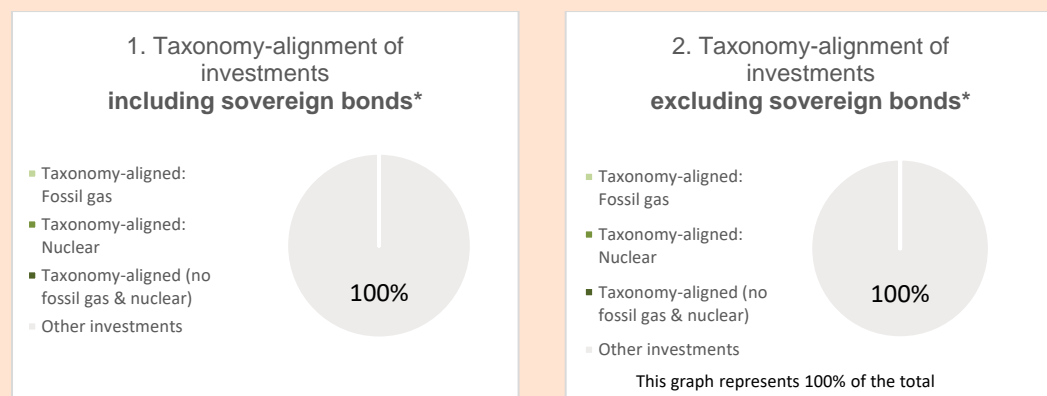 1. Taxonomy-alignment of
investments
including sovereign bonds*
Taxonomy-aligned:
Fossil gas
Taxonomy-aligned:
Nuclear
Taxonomy-aligned (no
fossil gas & nuclear)
Other investments
100%
2. Taxonomy-alignment of
investments
excluding sovereign bonds*
Taxonomy-aligned:
Fossil gas
Taxonomy-aligned:
Nuclear
Taxonomy-aligned (no
fossil gas & nuclear)
Other investments
100%
This graph represents 100% of the total